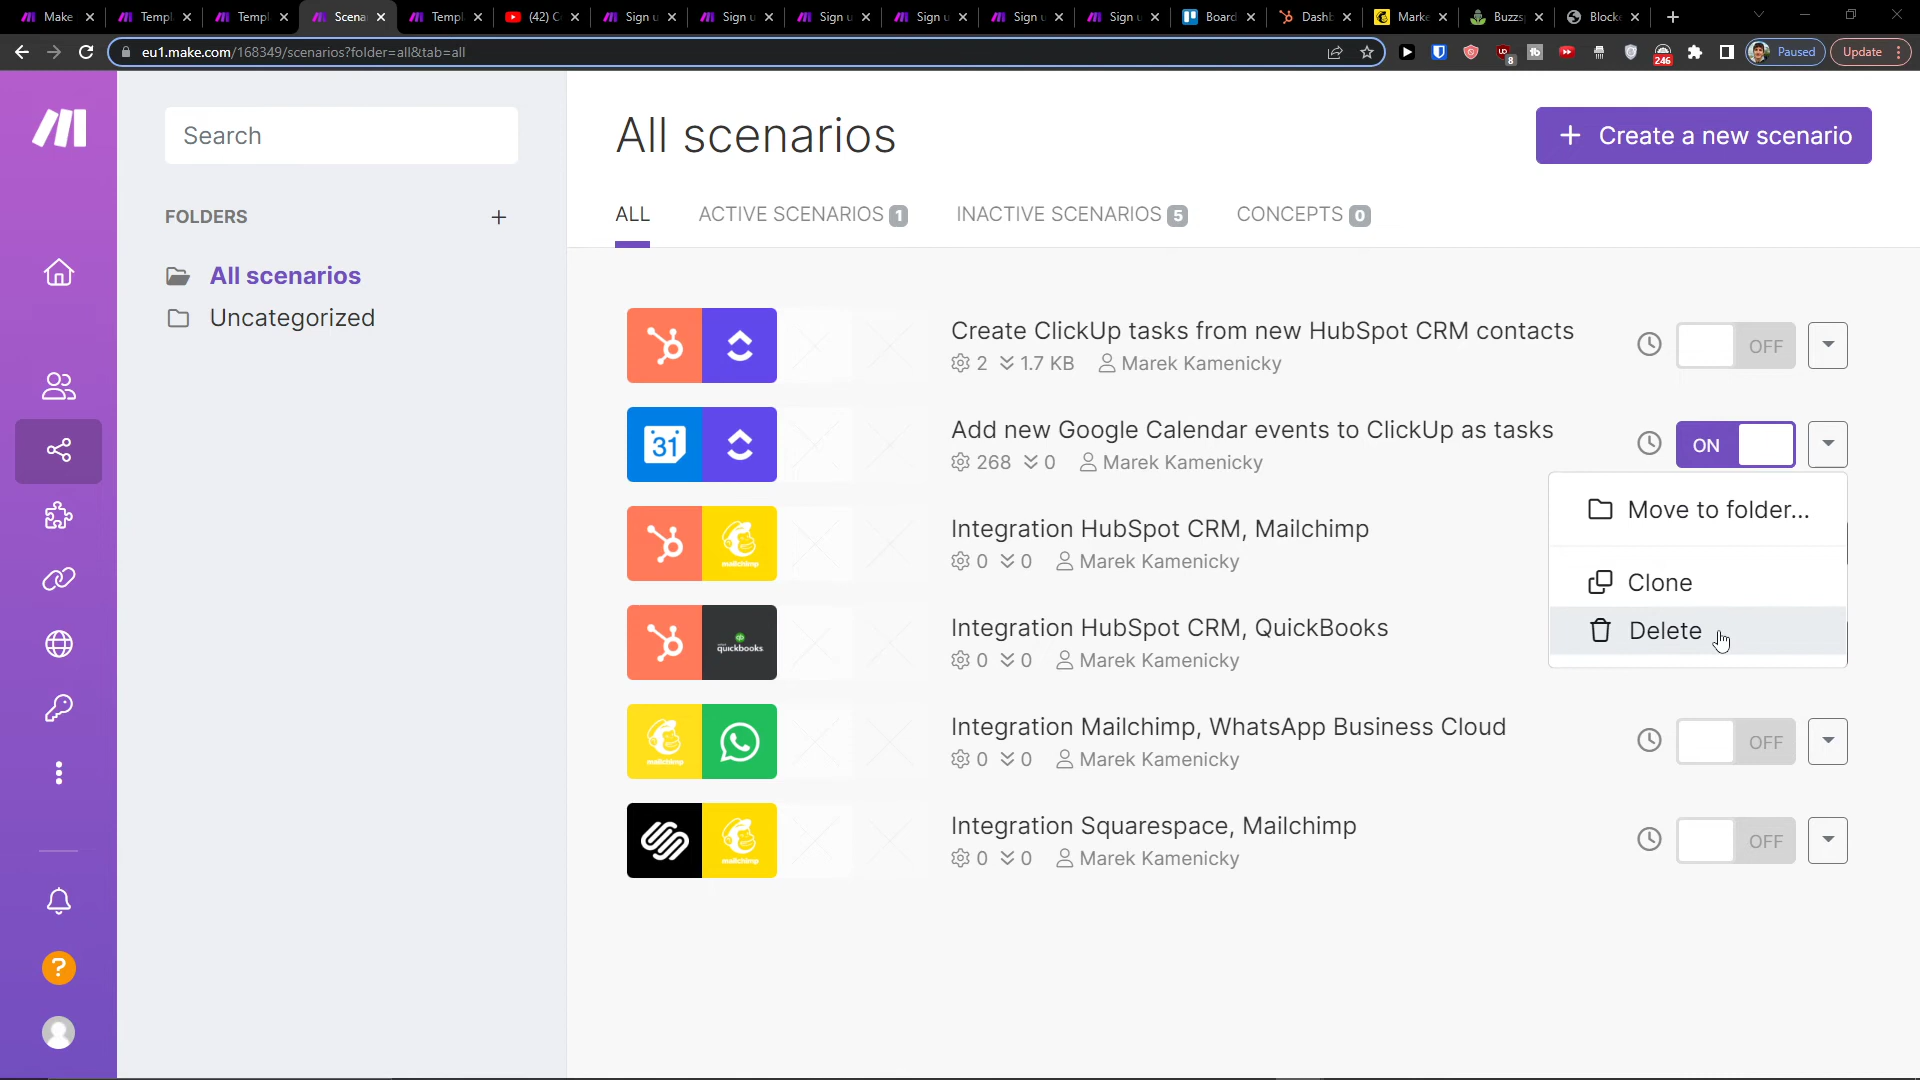 Make
Templ
Templ
Scena
Templ
(42) C
Sign u
Sign u
Sign u
Sign u
Sign u
Sign u
Board
Dashb
Marke
Buzzs
Blocke
eu1.make.com/168349/scenarios?folder=all&tab=all
8
246
Paused
Update
Search
FOLDERS
All scenarios
Uncategorized
All scenarios
+ Create a new scenario
ALL
ACTIVE SCENARIOS 1
INACTIVE SCENARIOS 5
CONCEPTS 0
Create ClickUp tasks from new HubSpot CRM contacts
2 1.7 KB Marek Kamenicky
OFF
31
Add new Google Calendar events to ClickUp as tasks
268 0 Marek Kamenicky
ON
Move to folder...
Clone
Delete
mailchimp
Integration HubSpot CRM, Mailchimp
0 0 Marek Kamenicky
quickbooks
Integration HubSpot CRM, QuickBooks
0 0 Marek Kamenicky
mailchimp
Integration Mailchimp, WhatsApp Business Cloud
0 0 Marek Kamenicky
OFF
mailchimp
Integration Squarespace, Mailchimp
0 0 Marek Kamenicky
OFF
?